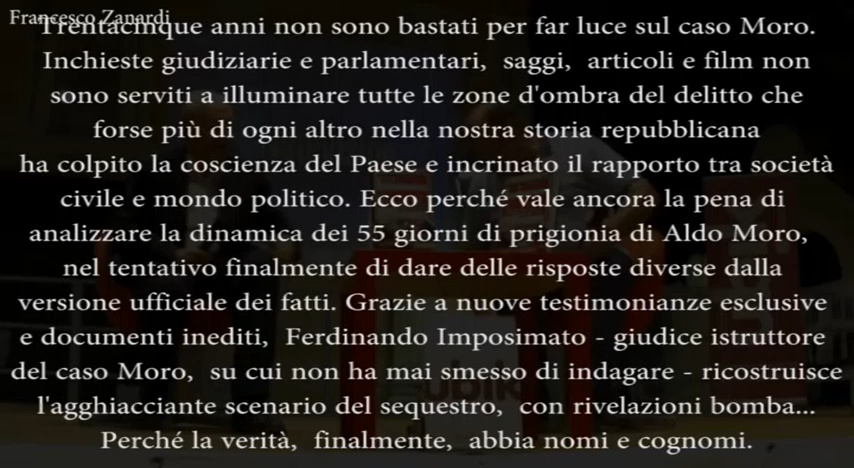 Francesco Zanardi
Trentacinque anni non sono bastati per far luce sul caso Moro.
Inchieste giudiziarie e parlamentari, saggi, articoli e film non
sono serviti a illuminare tutte le zone d'ombra del delitto che
forse più di ogni altro nella nostra storia repubblicana
ha colpito la coscienza del Paese e incrinato il rapporto tra società
civile e mondo politico. Ecco perché vale ancora la pena di
analizzare la dinamica dei 55 giorni di prigionia di Aldo Moro,
nel tentativo finalmente di dare delle risposte diverse dalla
versione ufficiale dei fatti. Grazie a nuove testimonianze esclusive
e documenti inediti, Ferdinando Imposimato - giudice istruttore
del caso Moro, su cui non ha mai smesso di indagare - ricostruisce
l'agghiacciante scenario del sequestro, con rivelazioni bomba...
Perché la verità, finalmente, abbia nomi e cognomi.